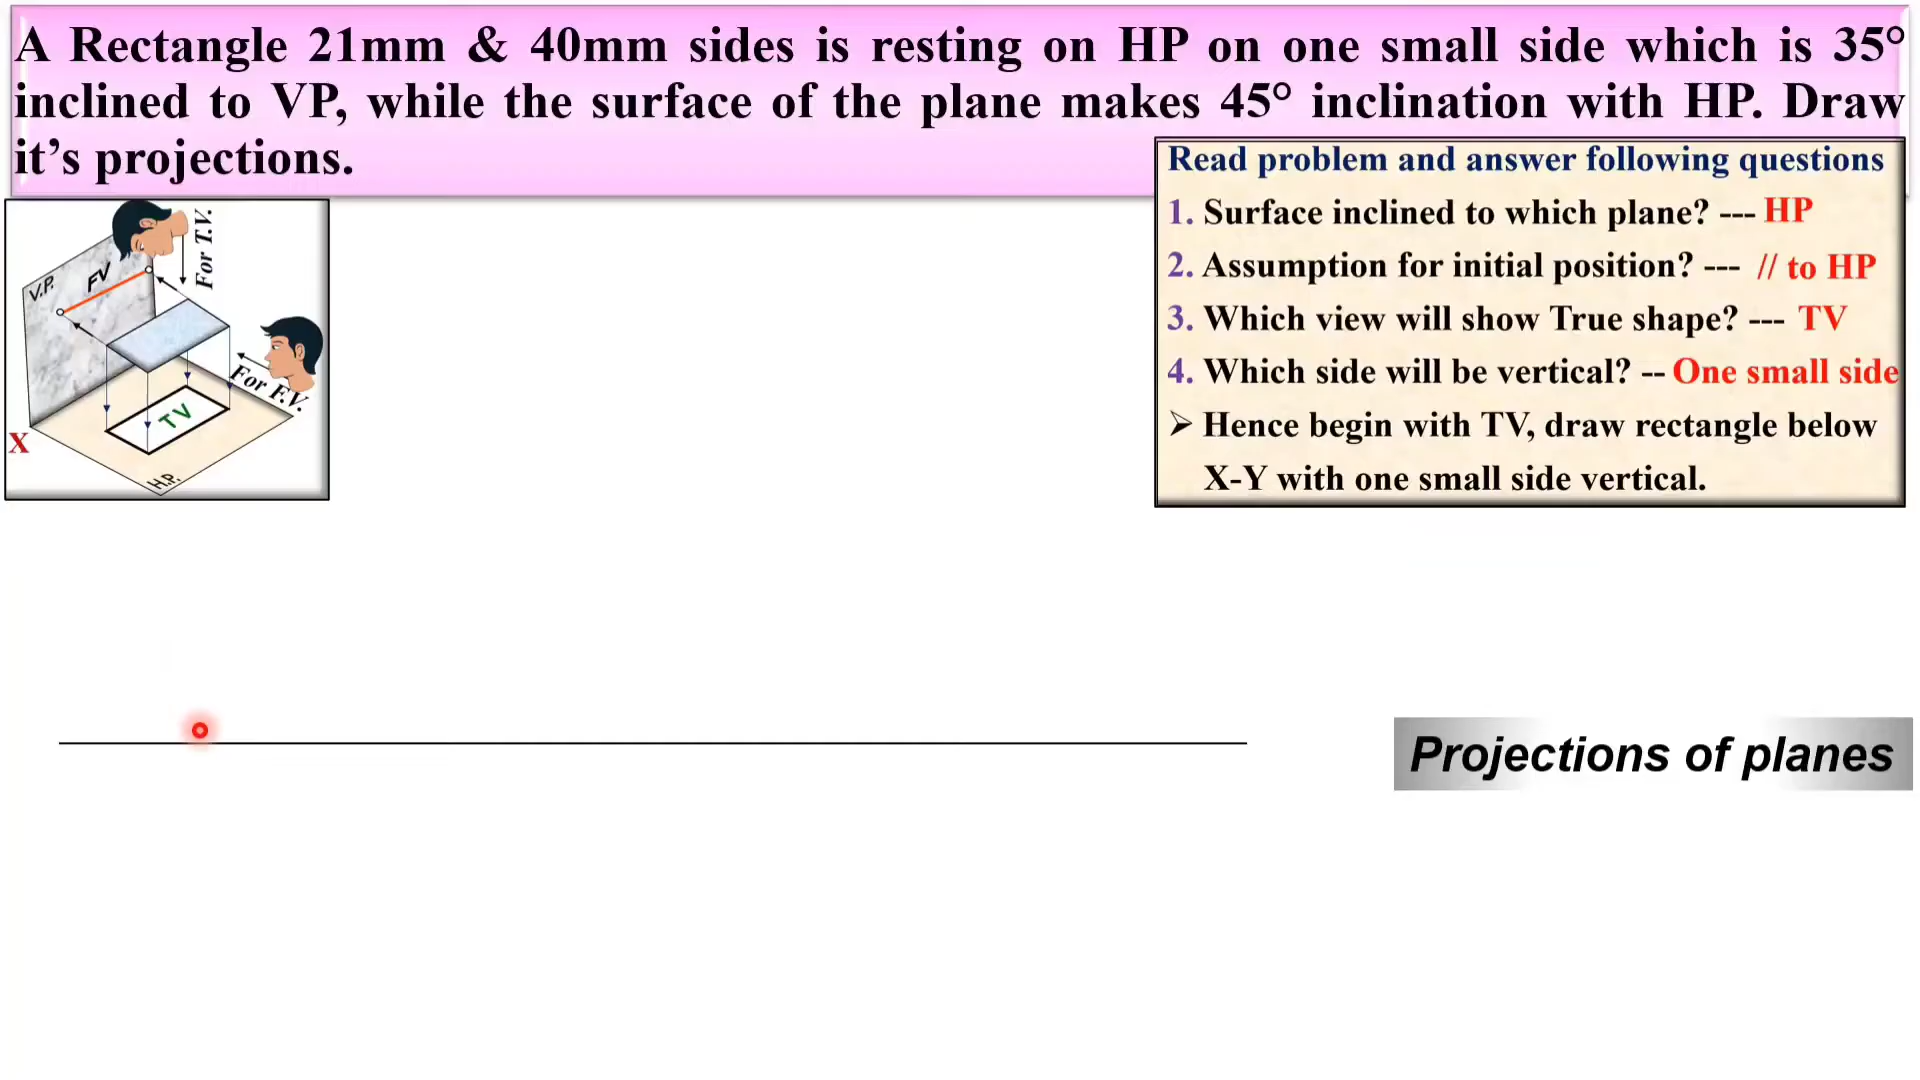 A Rectangle 21mm & 40mm sides is resting on HP on one small side which is 35°
inclined to VP, while the surface of the plane makes 45° inclination with HP. Draw
it’s projections.
Read problem and answer following questions
1. Surface inclined to which plane? --- HP
2. Assumption for initial position? --- // to HP
3. Which view will show True shape? --- TV
4. Which side will be vertical? -- One small side
➢ Hence begin with TV, draw rectangle below
X-Y with one small side vertical.
For T.V.
V.P.
FV
For F.V.
TV
X
H.P.
Projections of planes